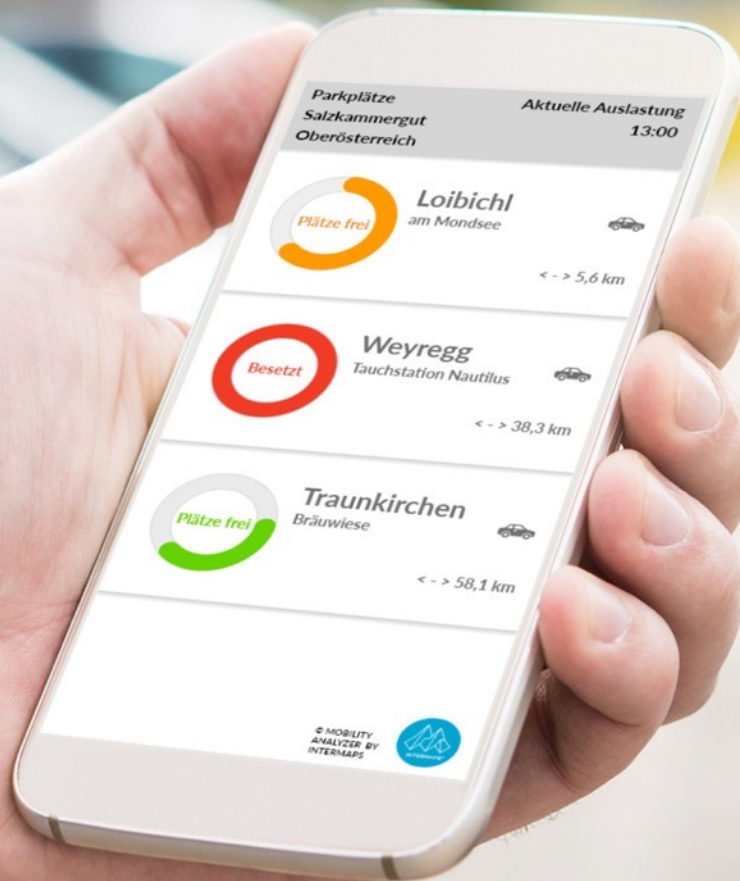 Parkplätze
Salzkammergut
Oberösterreich
Aktuelle Auslastung
13:00
Plätze frei
Loibichl
am Mondsee
< - > 5,6 km
Besetzt
Weyregg
Tauchstation Nautilus
< - > 38,3 km
Plätze frei
Traunkirchen
Bräuwiese
< - > 58,1 km
© MOBILITY
ANALYZER BY
INTERMAPS
INTERMAPS